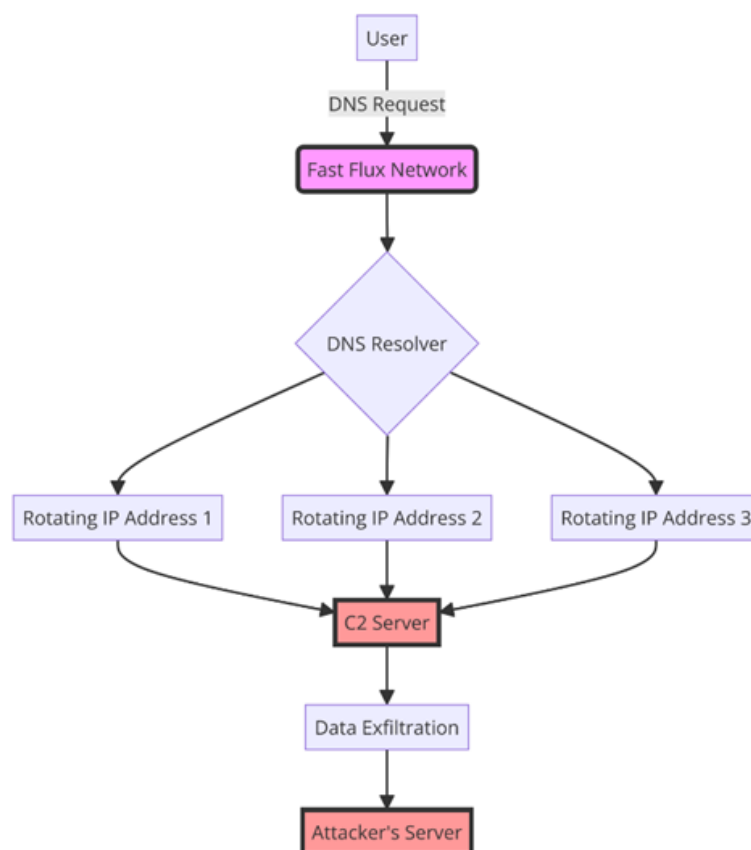 User
DNS Request
Fast Flux Network
DNS Resolver
Rotating IP Address 1
Rotating IP Address 2
Rotating IP Address 3
C2 Server
Data Exfiltration
Attacker's Server